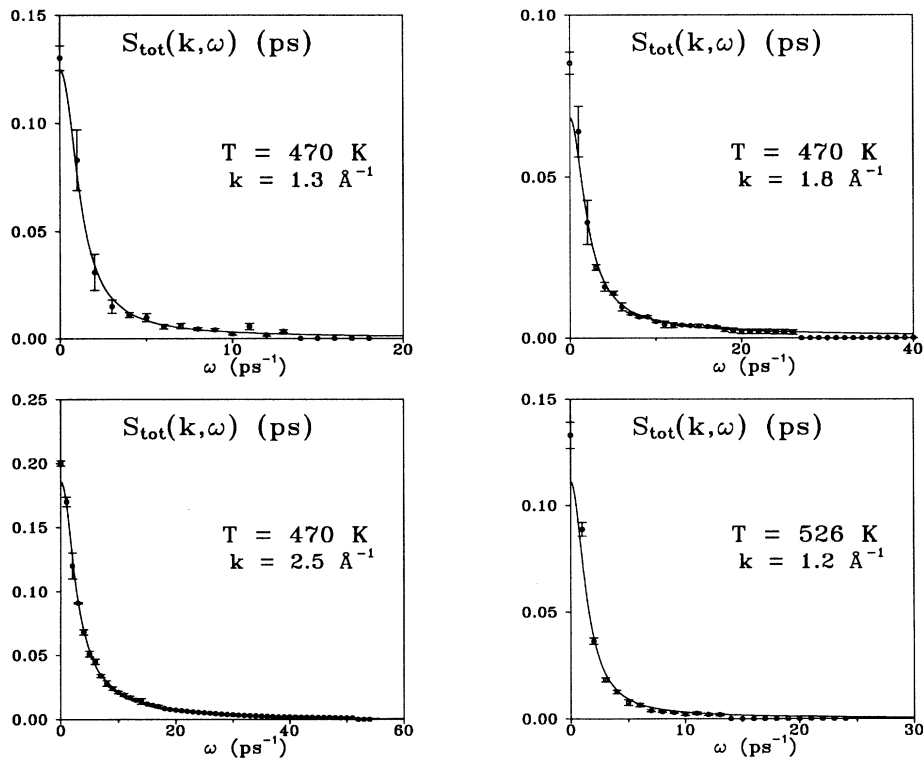 0.15
S_tot(k,ω) (ps)
0.10
T = 470 K
k = 1.3 Å⁻¹
0.05
0.00
0 10 20
ω (ps⁻¹)
0.10
S_tot(k,ω) (ps)
T = 470 K
k = 1.8 Å⁻¹
0.05
0.00
0 20 40
ω (ps⁻¹)
0.25
S_tot(k,ω) (ps)
0.20
0.15
T = 470 K
k = 2.5 Å⁻¹
0.10
0.05
0.00
0 20 40 60
ω (ps⁻¹)
0.15
S_tot(k,ω) (ps)
0.10
T = 526 K
k = 1.2 Å⁻¹
0.05
0.00
0 10 20 30
ω (ps⁻¹)